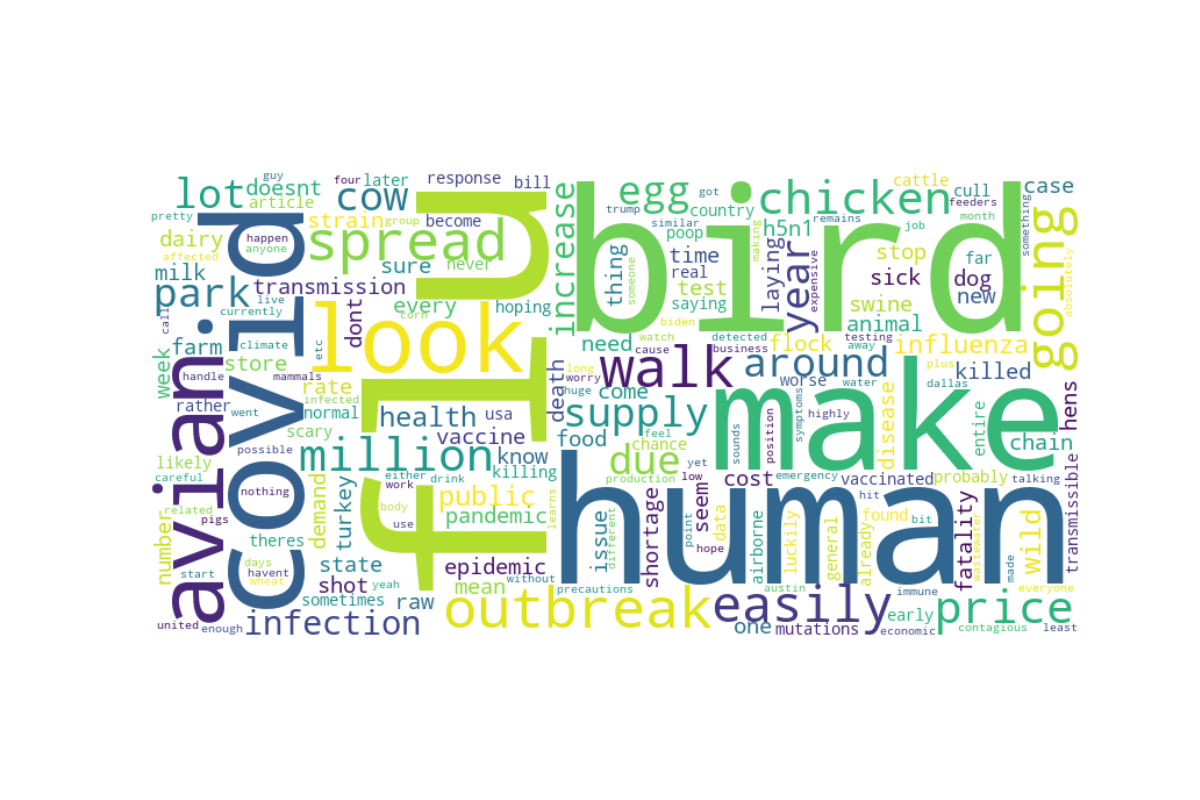 guy
four
later
response
bill
lot
doesnt
cow
article
pretty
strain
group
become
spread
flu
bird
egg
got
trump
country
similar
poop
chicken
cattle
cull
feeders
case
month
something
going
h5n1
remains
job
dairy
happen
anyone
affected
covid
avian
sure
never
increase
thing
someone
time
real
test
saying
making
laying
year
expensive
stop
sick
far
dog
new
absolutely
milk
live
transmission
park
currently
every
hoping
swine
animal
call
climate
dont
corn
look
need
biden
watch
detected
testing
flock
influenza
week
farm
store
etc
cause
business
away
walk
around
handle
mammals
rate
infected
death
long
worry
huge
come
worse
water
plus
dallas
killed
rather
went
normal
health
usa
supply
make
entire
hens
scary
vaccine
food
feel
chance
sounds
position
symptoms
highly
disease
chain
possible
million
know
due
yet
likely
careful
nothing
either
drink
killing
production
low
cost
emergency
vaccinated
probably
talking
transmissible
number
related
pigs
demand
turkey
work
body
use
public
learns
human
issue
different
shortage
seem
point
hope
data
hit
bit
found
theres
pandemic
airborne
luckily
general
already
fatality
wastewater
wild
made
days
start
havent
wheat
state
shot
epidemic
mean
without
precautions
austin
immune
everyone
sometimes
yeah
raw
outbreak
easily
early
price
united
enough
infection
one
mutations
economic
contagious
least